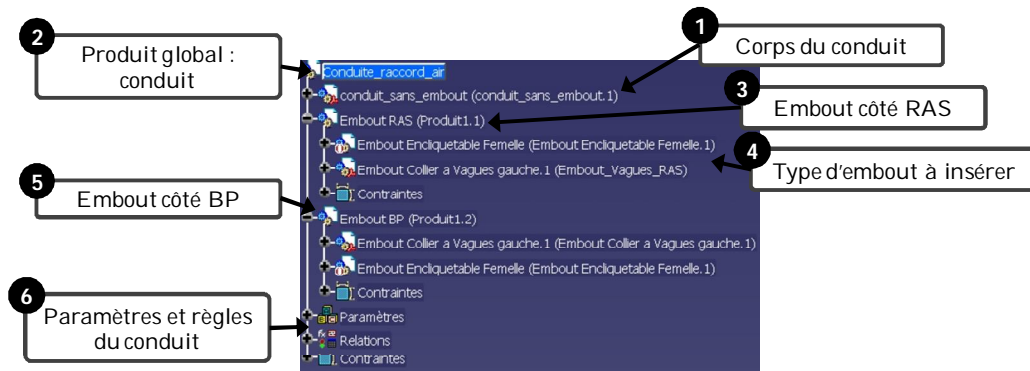 1
Corps du conduit
2
Produit global :
conduit
3
Embout côté RAS
4
Type d'embout à insérer
5
Embout côté BP
6
Paramètres et règles
du conduit
Conduite_raccord_air
conduit_sans_embout (conduit_sans_embout.1)
Embout RAS (Produit1.1)
Embout Encliquetable Femelle (Embout Encliquetable Femelle.1)
Embout Collier a Vagues gauche.1 (Embout_Vagues_RAS)
Contraintes
Embout BP (Produit1.2)
Embout Collier a Vagues gauche.1 (Embout Collier a Vagues gauche.1)
Embout Encliquetable Femelle (Embout Encliquetable Femelle.1)
Contraintes
Paramètres
Relations
Contraintes